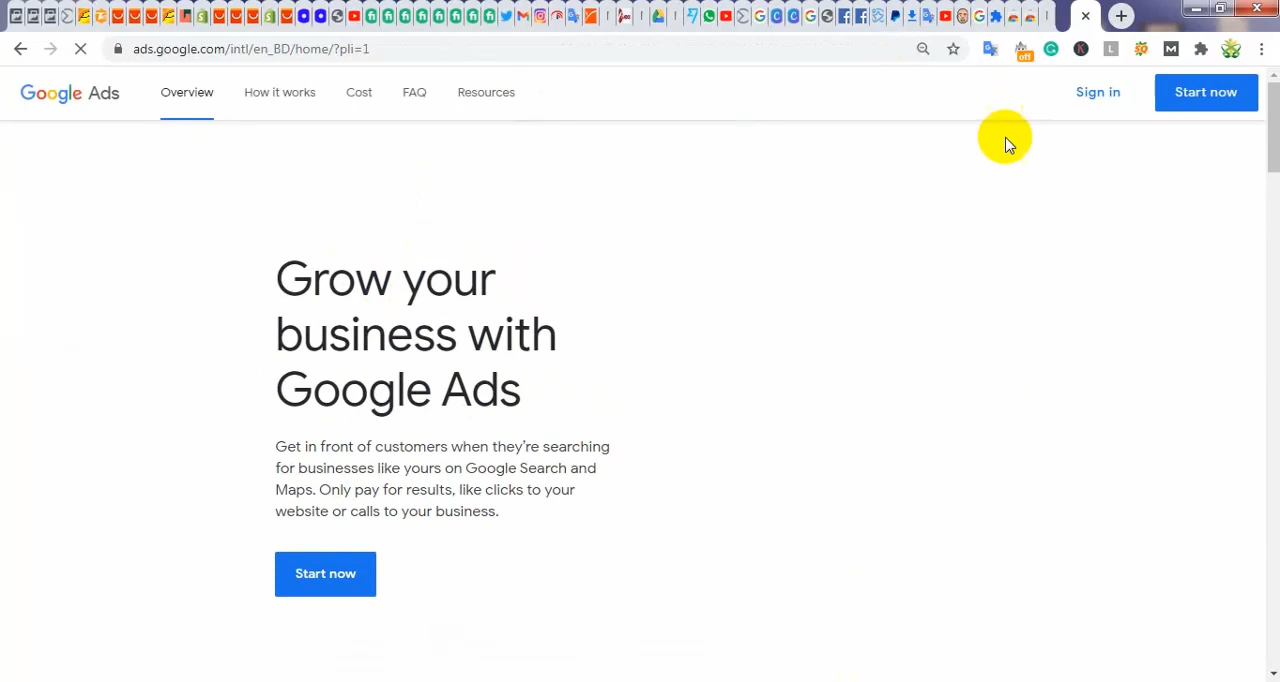 ads.google.com/intl/en_BD/home/?pli=1
off
Google Ads
Overview
How it works
Cost
FAQ
Resources
Sign in
Start now
Grow your
business with
Google Ads
Get in front of customers when they’re searching
for businesses like yours on Google Search and
Maps. Only pay for results, like clicks to your
website or calls to your business.
Start now